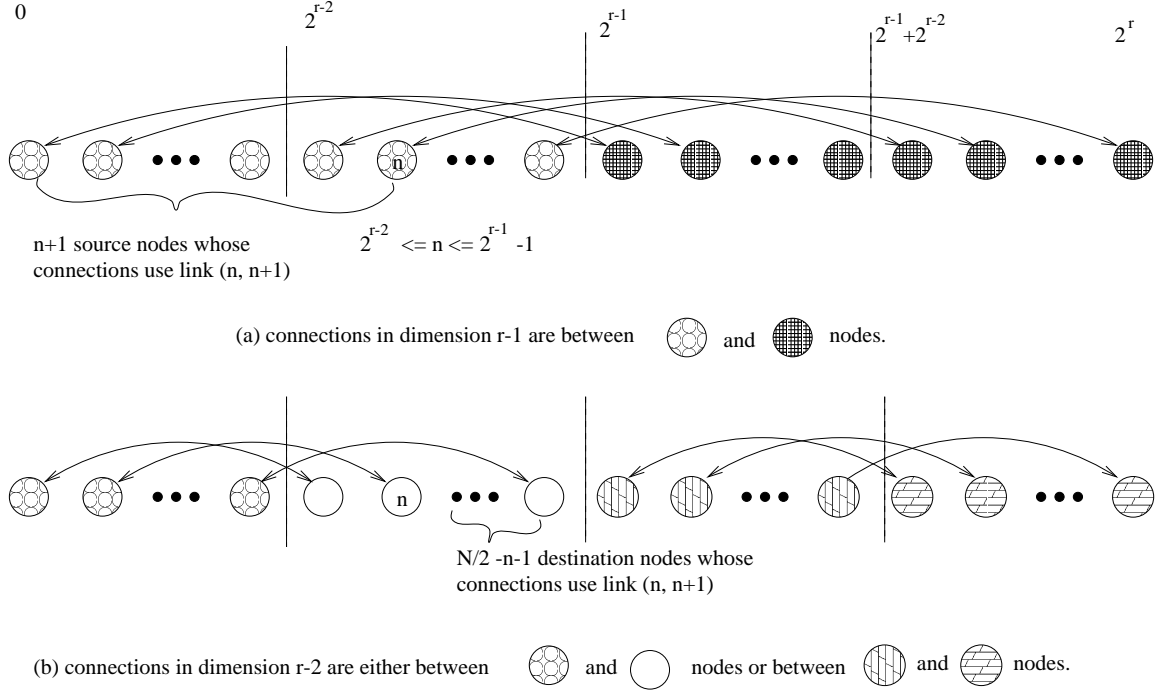 0 2^{r-2} 2^{r-1} 2^{r-1}+2^{r-2} 2^{r}
n
n+1 source nodes whose
connections use link (n, n+1)
2^{r-2} <= n <= 2^{r-1} -1
(a) connections in dimension r-1 are between and nodes.
n
N/2 -n-1 destination nodes whose
connections use link (n, n+1)
(b) connections in dimension r-2 are either between and nodes or between and nodes.